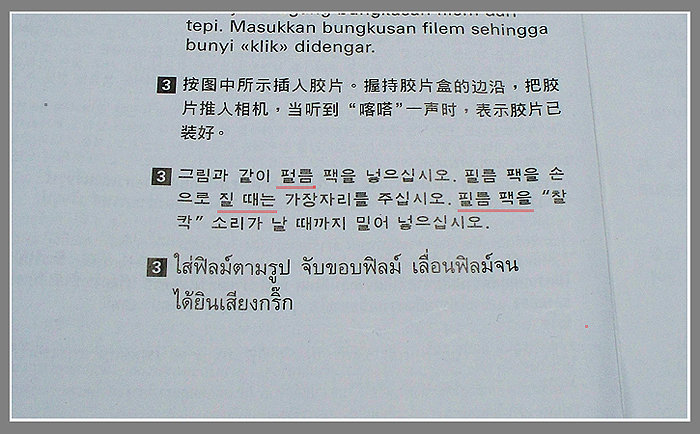 tepi. Masukkan bungkusan filem sehingga
bunyi «klik» didengar.
3 按图中所示插人胶片。握持胶片盒的边沿，把胶
片推人相机，当听到“喀嗒”一声时，表示胶片已
装好。
3 그림과 같이 펄름 팩을 넣으십시오. 필름 팩을 손
으로 질 때는 가장자리를 주십시오. 필름 팩을 “찰
칵” 소리가 날 때까지 밀어 넣으십시오.
3 ใส่ฟิลม์ตามรูป จับขอบฟิลม์ เลื่อนฟิลม์จน
ได้ยินเสียงกริ๊ก